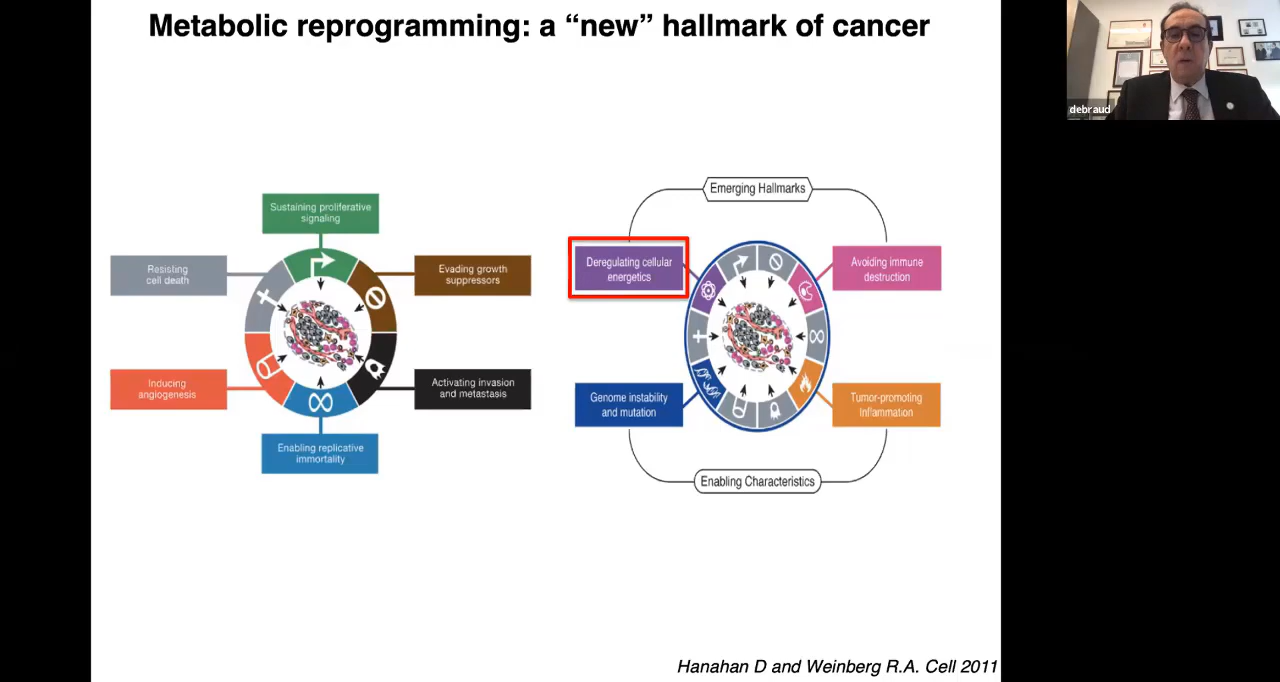 Metabolic reprogramming: a “new” hallmark of cancer
debraud
Sustaining proliferative
signaling
Resisting
cell death
Evading growth
suppressors
Inducing
angiogenesis
Activating invasion
and metastasis
Enabling replicative
immortality
Emerging Hallmarks
Deregulating cellular
energetics
Avoiding immune
destruction
Genome instability
and mutation
Tumor-promoting
Inflammation
Enabling Characteristics
Hanahan D and Weinberg R.A. Cell 2011